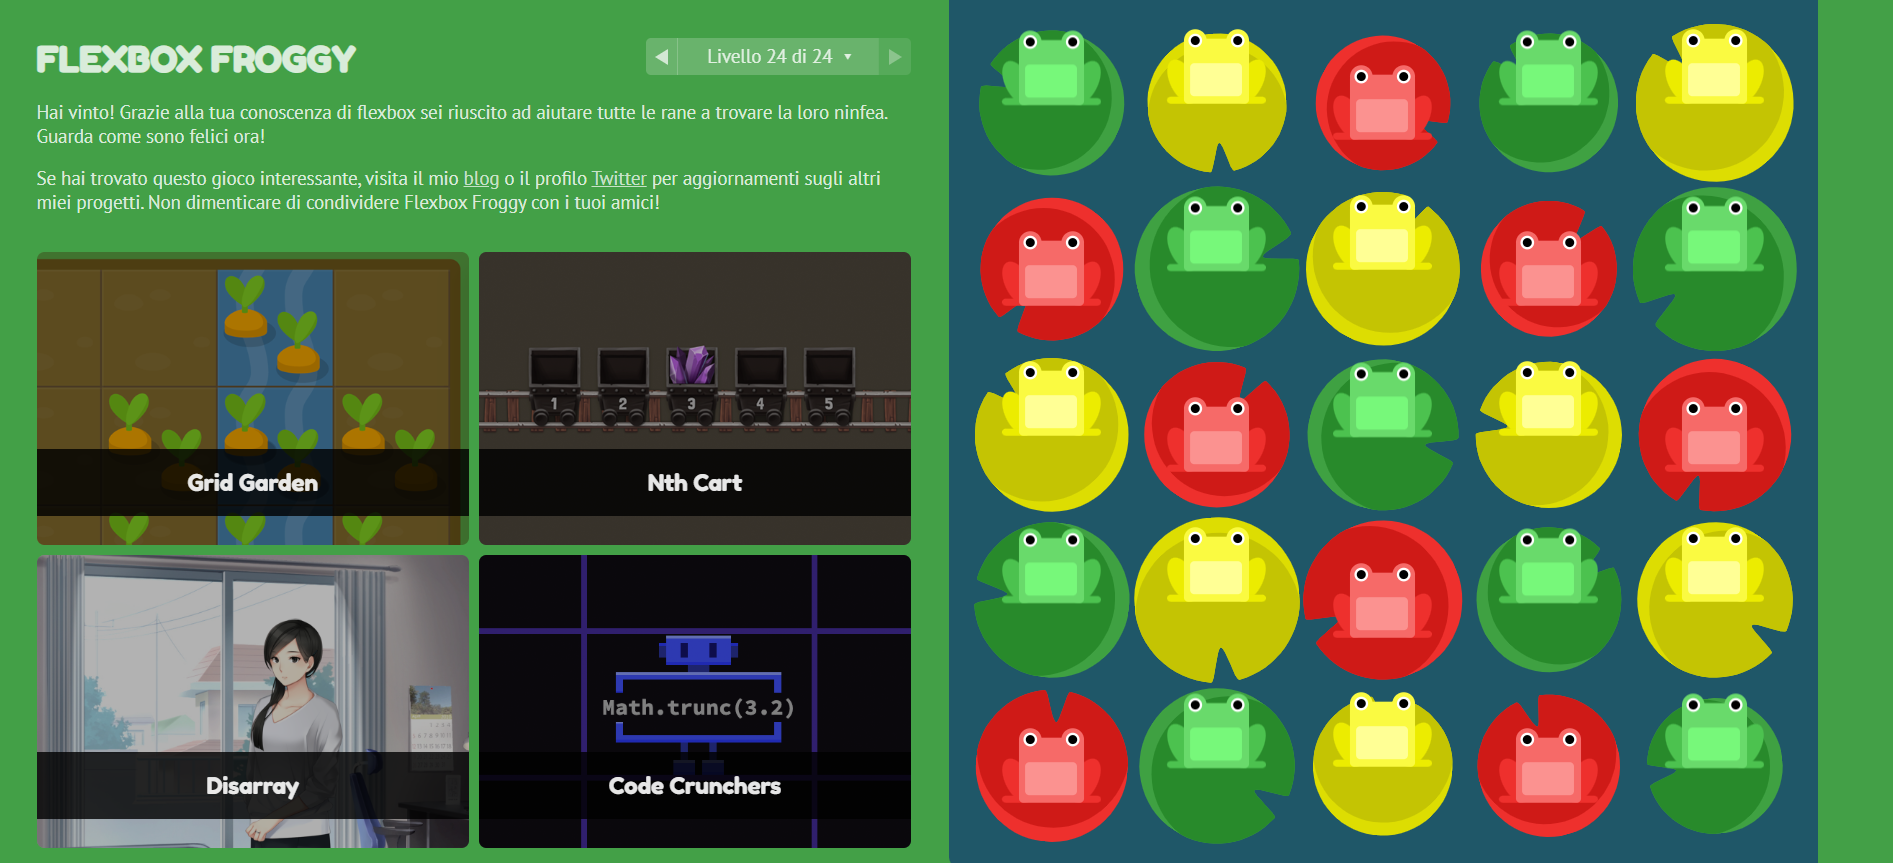 FLEXBOX FROGGY
Livello 24 di 24
Hai vinto! Grazie alla tua conoscenza di flexbox sei riuscito ad aiutare tutte le rane a trovare la loro ninfea.
Guarda come sono felici ora!
Se hai trovato questo gioco interessante, visita il mio blog o il profilo Twitter per aggiornamenti sugli altri
miei progetti. Non dimenticare di condividere Flexbox Froggy con i tuoi amici!
1 2 3 4 5
Grid Garden
Nth Cart
Math.trunc(3.2)
Disarray
Code Crunchers